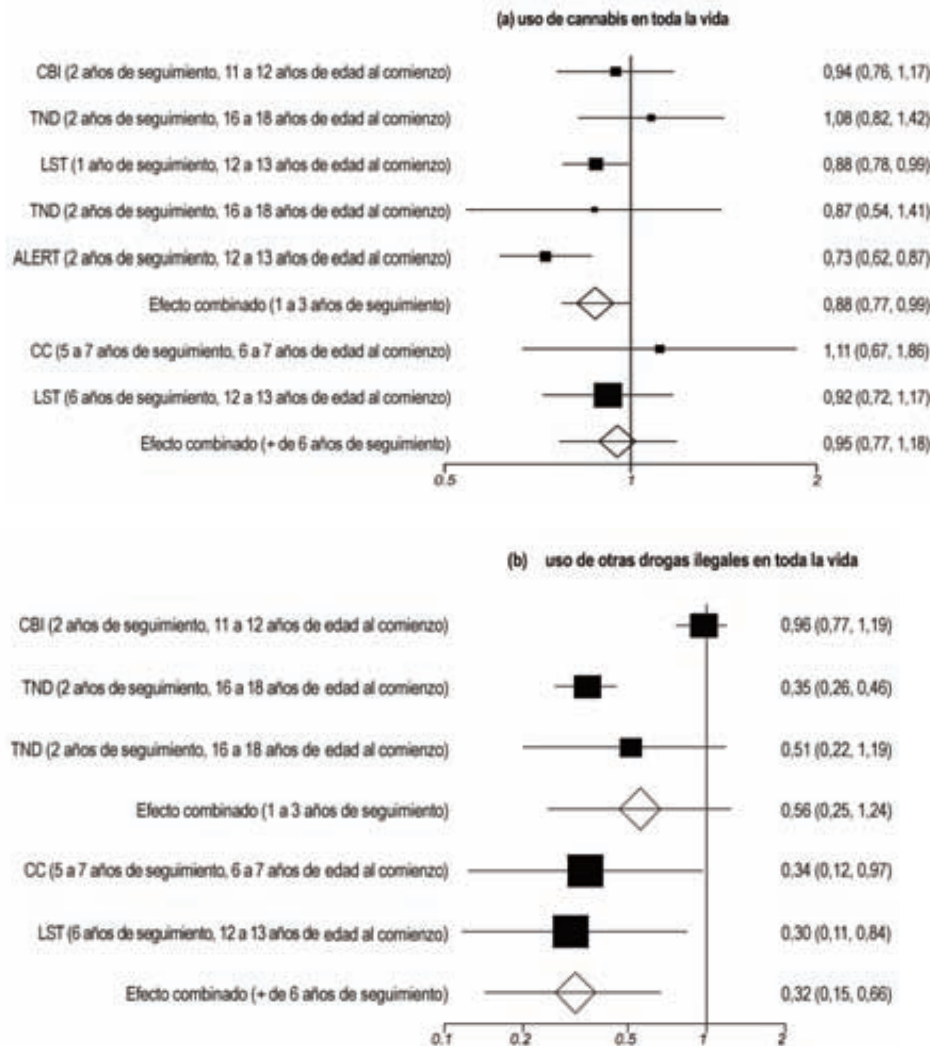 (a) uso de cannabis en toda la vida
CBI (2 años de seguimiento, 11 a 12 años de edad al comienzo) 0,94 (0,76, 1,17)
TND (2 años de seguimiento, 16 a 18 años de edad al comienzo) 1,08 (0,82, 1,42)
LST (1 año de seguimiento, 12 a 13 años de edad al comienzo) 0,88 (0,78, 0,99)
TND (2 años de seguimiento, 16 a 18 años de edad al comienzo) 0,87 (0,54, 1,41)
ALERT (2 años de seguimiento, 12 a 13 años de edad al comienzo) 0,73 (0,62, 0,87)
Efecto combinado (1 a 3 años de seguimiento) 0,88 (0,77, 0,99)
CC (5 a 7 años de seguimiento, 6 a 7 años de edad al comienzo) 1,11 (0,67, 1,86)
LST (6 años de seguimiento, 12 a 13 años de edad al comienzo) 0,92 (0,72, 1,17)
Efecto combinado (+ de 6 años de seguimiento) 0,95 (0,77, 1,18)
0.5 1 2
(b) uso de otras drogas ilegales en toda la vida
CBI (2 años de seguimiento, 11 a 12 años de edad al comienzo) 0,96 (0,77, 1,19)
TND (2 años de seguimiento, 16 a 18 años de edad al comienzo) 0,35 (0,26, 0,46)
TND (2 años de seguimiento, 16 a 18 años de edad al comienzo) 0,51 (0,22, 1,19)
Efecto combinado (1 a 3 años de seguimiento) 0,56 (0,25, 1,24)
CC (5 a 7 años de seguimiento, 6 a 7 años de edad al comienzo) 0,34 (0,12, 0,97)
LST (6 años de seguimiento, 12 a 13 años de edad al comienzo) 0,30 (0,11, 0,84)
Efecto combinado (+ de 6 años de seguimiento) 0,32 (0,15, 0,66)
0.1 0.2 0.5 1 2